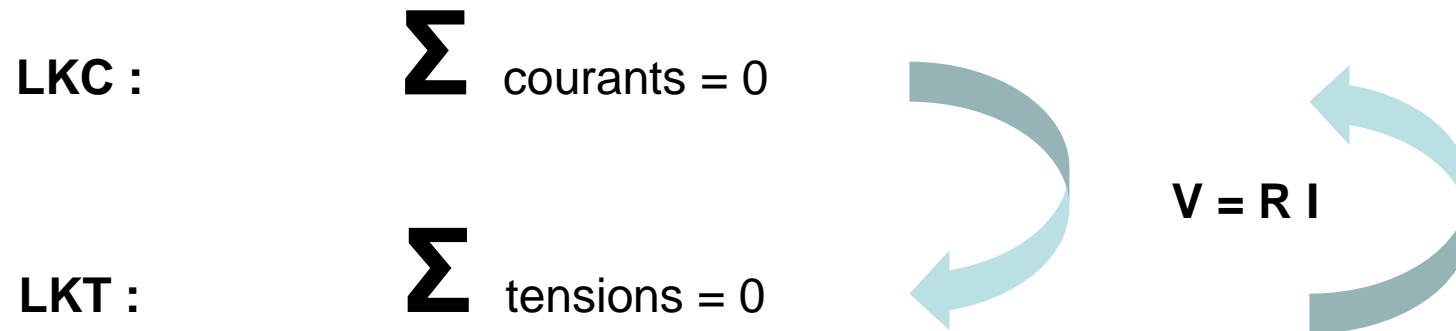 LKC : Σ courants = 0
V = R I
LKT : Σ tensions = 0